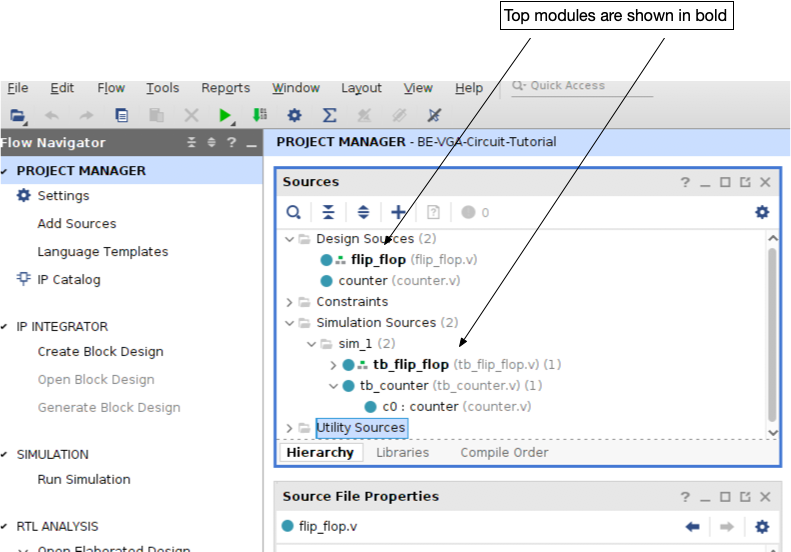 Top modules are shown in bold
File Edit Flow Tools Reports Window Layout View Help Quick Access
Flow Navigator
PROJECT MANAGER - BE-VGA-Circuit-Tutorial
PROJECT MANAGER
Settings
Add Sources
Language Templates
IP Catalog
IP INTEGRATOR
Create Block Design
Open Block Design
Generate Block Design
SIMULATION
Run Simulation
RTL ANALYSIS
Open Elaborated Design
Sources
0
Design Sources (2)
flip_flop (flip_flop.v)
counter (counter.v)
Constraints
Simulation Sources (2)
sim_1 (2)
tb_flip_flop (tb_flip_flop.v) (1)
tb_counter (tb_counter.v) (1)
c0 : counter (counter.v)
Utility Sources
Hierarchy Libraries Compile Order
Source File Properties
flip_flop.v